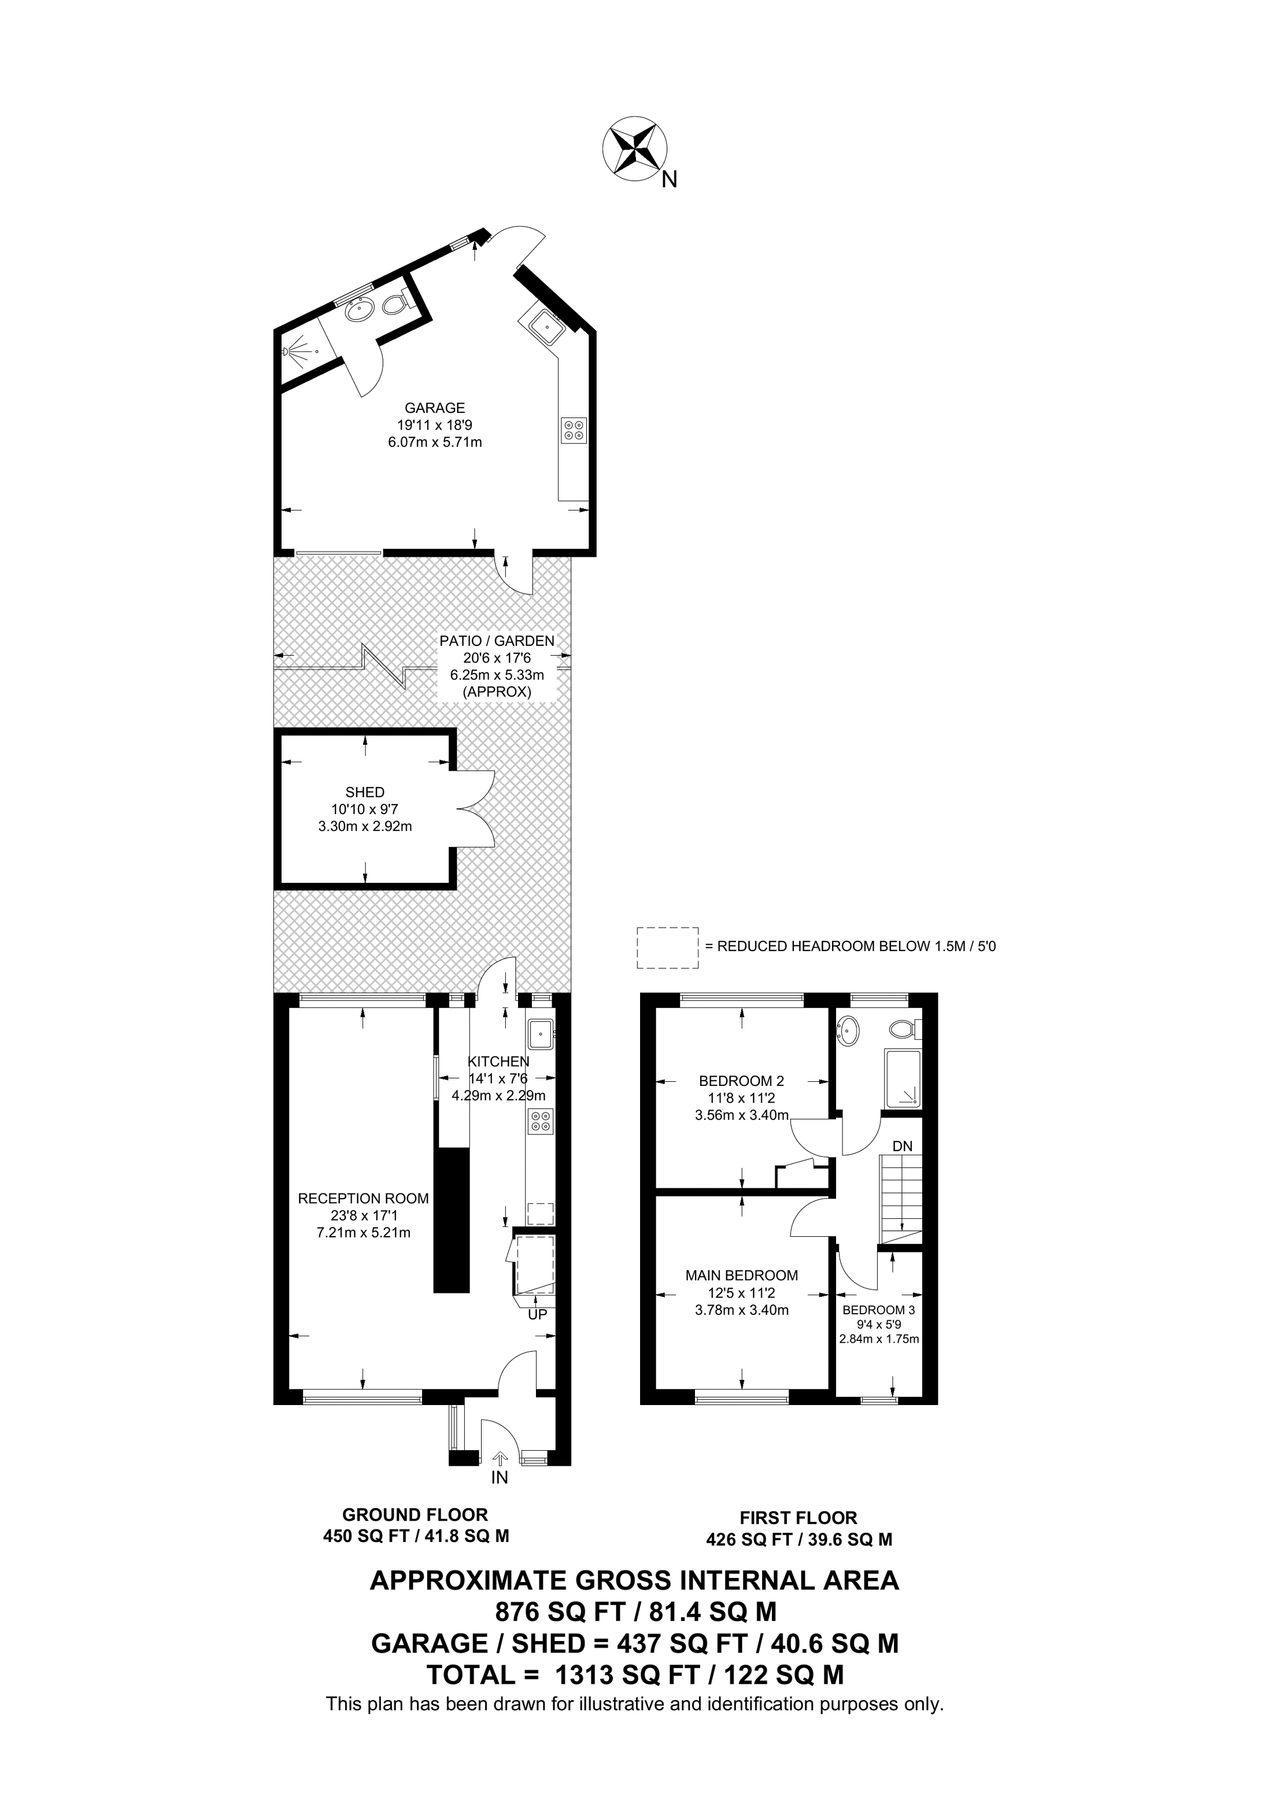 N
GARAGE
19'11 x 18'9
6.07m x 5.71m
PATIO / GARDEN
20'6 x 17'6
6.25m x 5.33m
(APPROX)
SHED
10'10 x 9'7
3.30m x 2.92m
= REDUCED HEADROOM BELOW 1.5M / 5'0
KITCHEN
14'1 x 7'6
4.29m x 2.29m
RECEPTION ROOM
23'8 x 17'1
7.21m x 5.21m
UP
IN
BEDROOM 2
11'8 x 11'2
3.56m x 3.40m
DN
MAIN BEDROOM
12'5 x 11'2
3.78m x 3.40m
BEDROOM 3
9'4 x 5'9
2.84m x 1.75m
GROUND FLOOR
450 SQ FT / 41.8 SQ M
FIRST FLOOR
426 SQ FT / 39.6 SQ M
APPROXIMATE GROSS INTERNAL AREA
876 SQ FT / 81.4 SQ M
GARAGE / SHED = 437 SQ FT / 40.6 SQ M
TOTAL = 1313 SQ FT / 122 SQ M
This plan has been drawn for illustrative and identification purposes only.